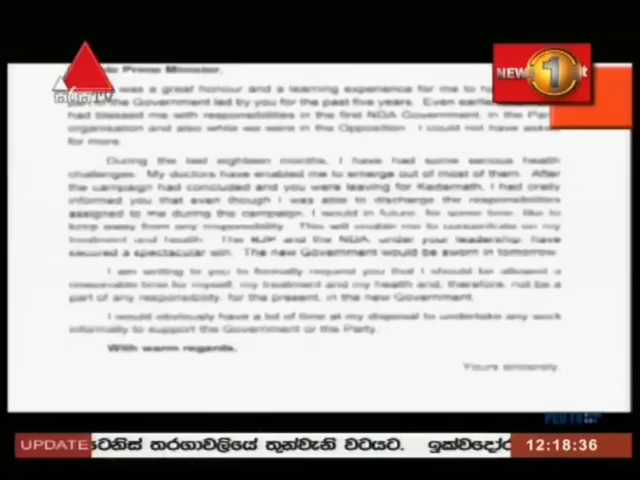 Prime Minister,
NEWS 1st
සිරස TV
was a great honour and a learning experience for me to
the Government led by you for the past five years. Even
had blessed me with responsibilities in the first NDA Government, in the
organisation and also while we were in the Opposition. I could not have
for more.
During the last eighteen months, I have had some serious health
challenges. My doctors have enabled me to emerge out of most of them. After
the campaign had concluded and you were leaving for Kedarnath, I had orally
informed you that even though I was able to discharge the responsibilities
assigned to me during the campaign, I would in future, for some time, like to
keep away from any responsibility. This will enable me to concentrate on my
treatment and health. The BJP and the NDA, under your leadership, have
secured a spectacular win. The new Government would be sworn in tomorrow.
I am writing to you to formally request you that I should be allowed a
reasonable time for myself, my treatment and my health and, therefore, not be a
part of any responsibility, for the present, in the new Government.
I would obviously have a lot of time at my disposal to undertake any work
informally to support the Government or the Party.
With warm regards,
Yours sincerely,
UPDATE ටෙනිස් තරගාවලියේ තුන්වැනි වටයට. ඉක්වදෝර 12:18:36